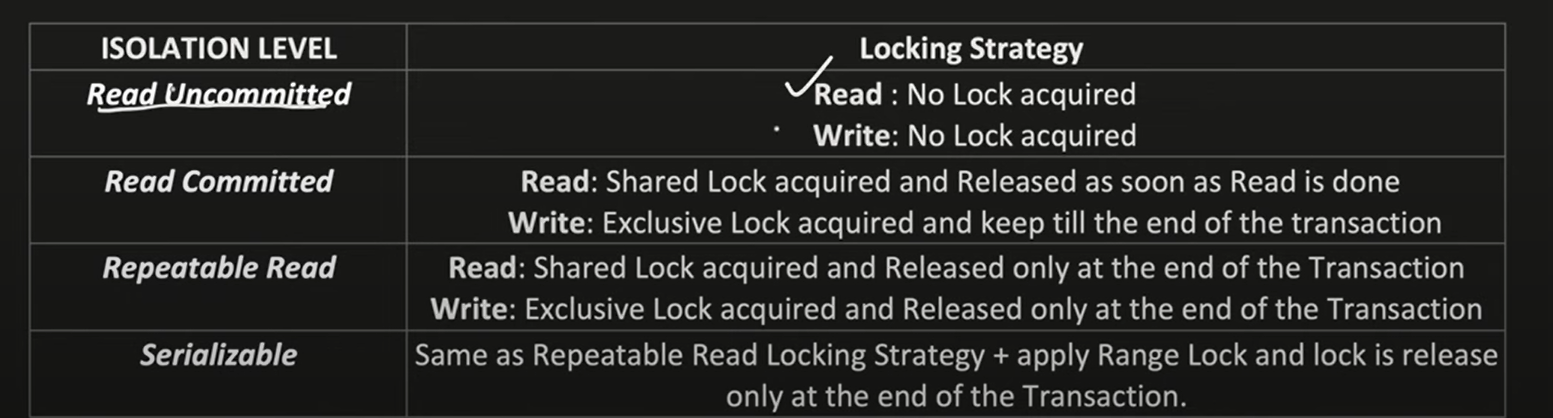 ISOLATION LEVEL
Locking Strategy
Read Uncommitted
Read : No Lock acquired
Write: No Lock acquired
Read Committed
Read: Shared Lock acquired and Released as soon as Read is done
Write: Exclusive Lock acquired and keep till the end of the transaction
Repeatable Read
Read: Shared Lock acquired and Released only at the end of the Transaction
Write: Exclusive Lock acquired and Released only at the end of the Transaction
Serializable
Same as Repeatable Read Locking Strategy + apply Range Lock and lock is release
only at the end of the Transaction.